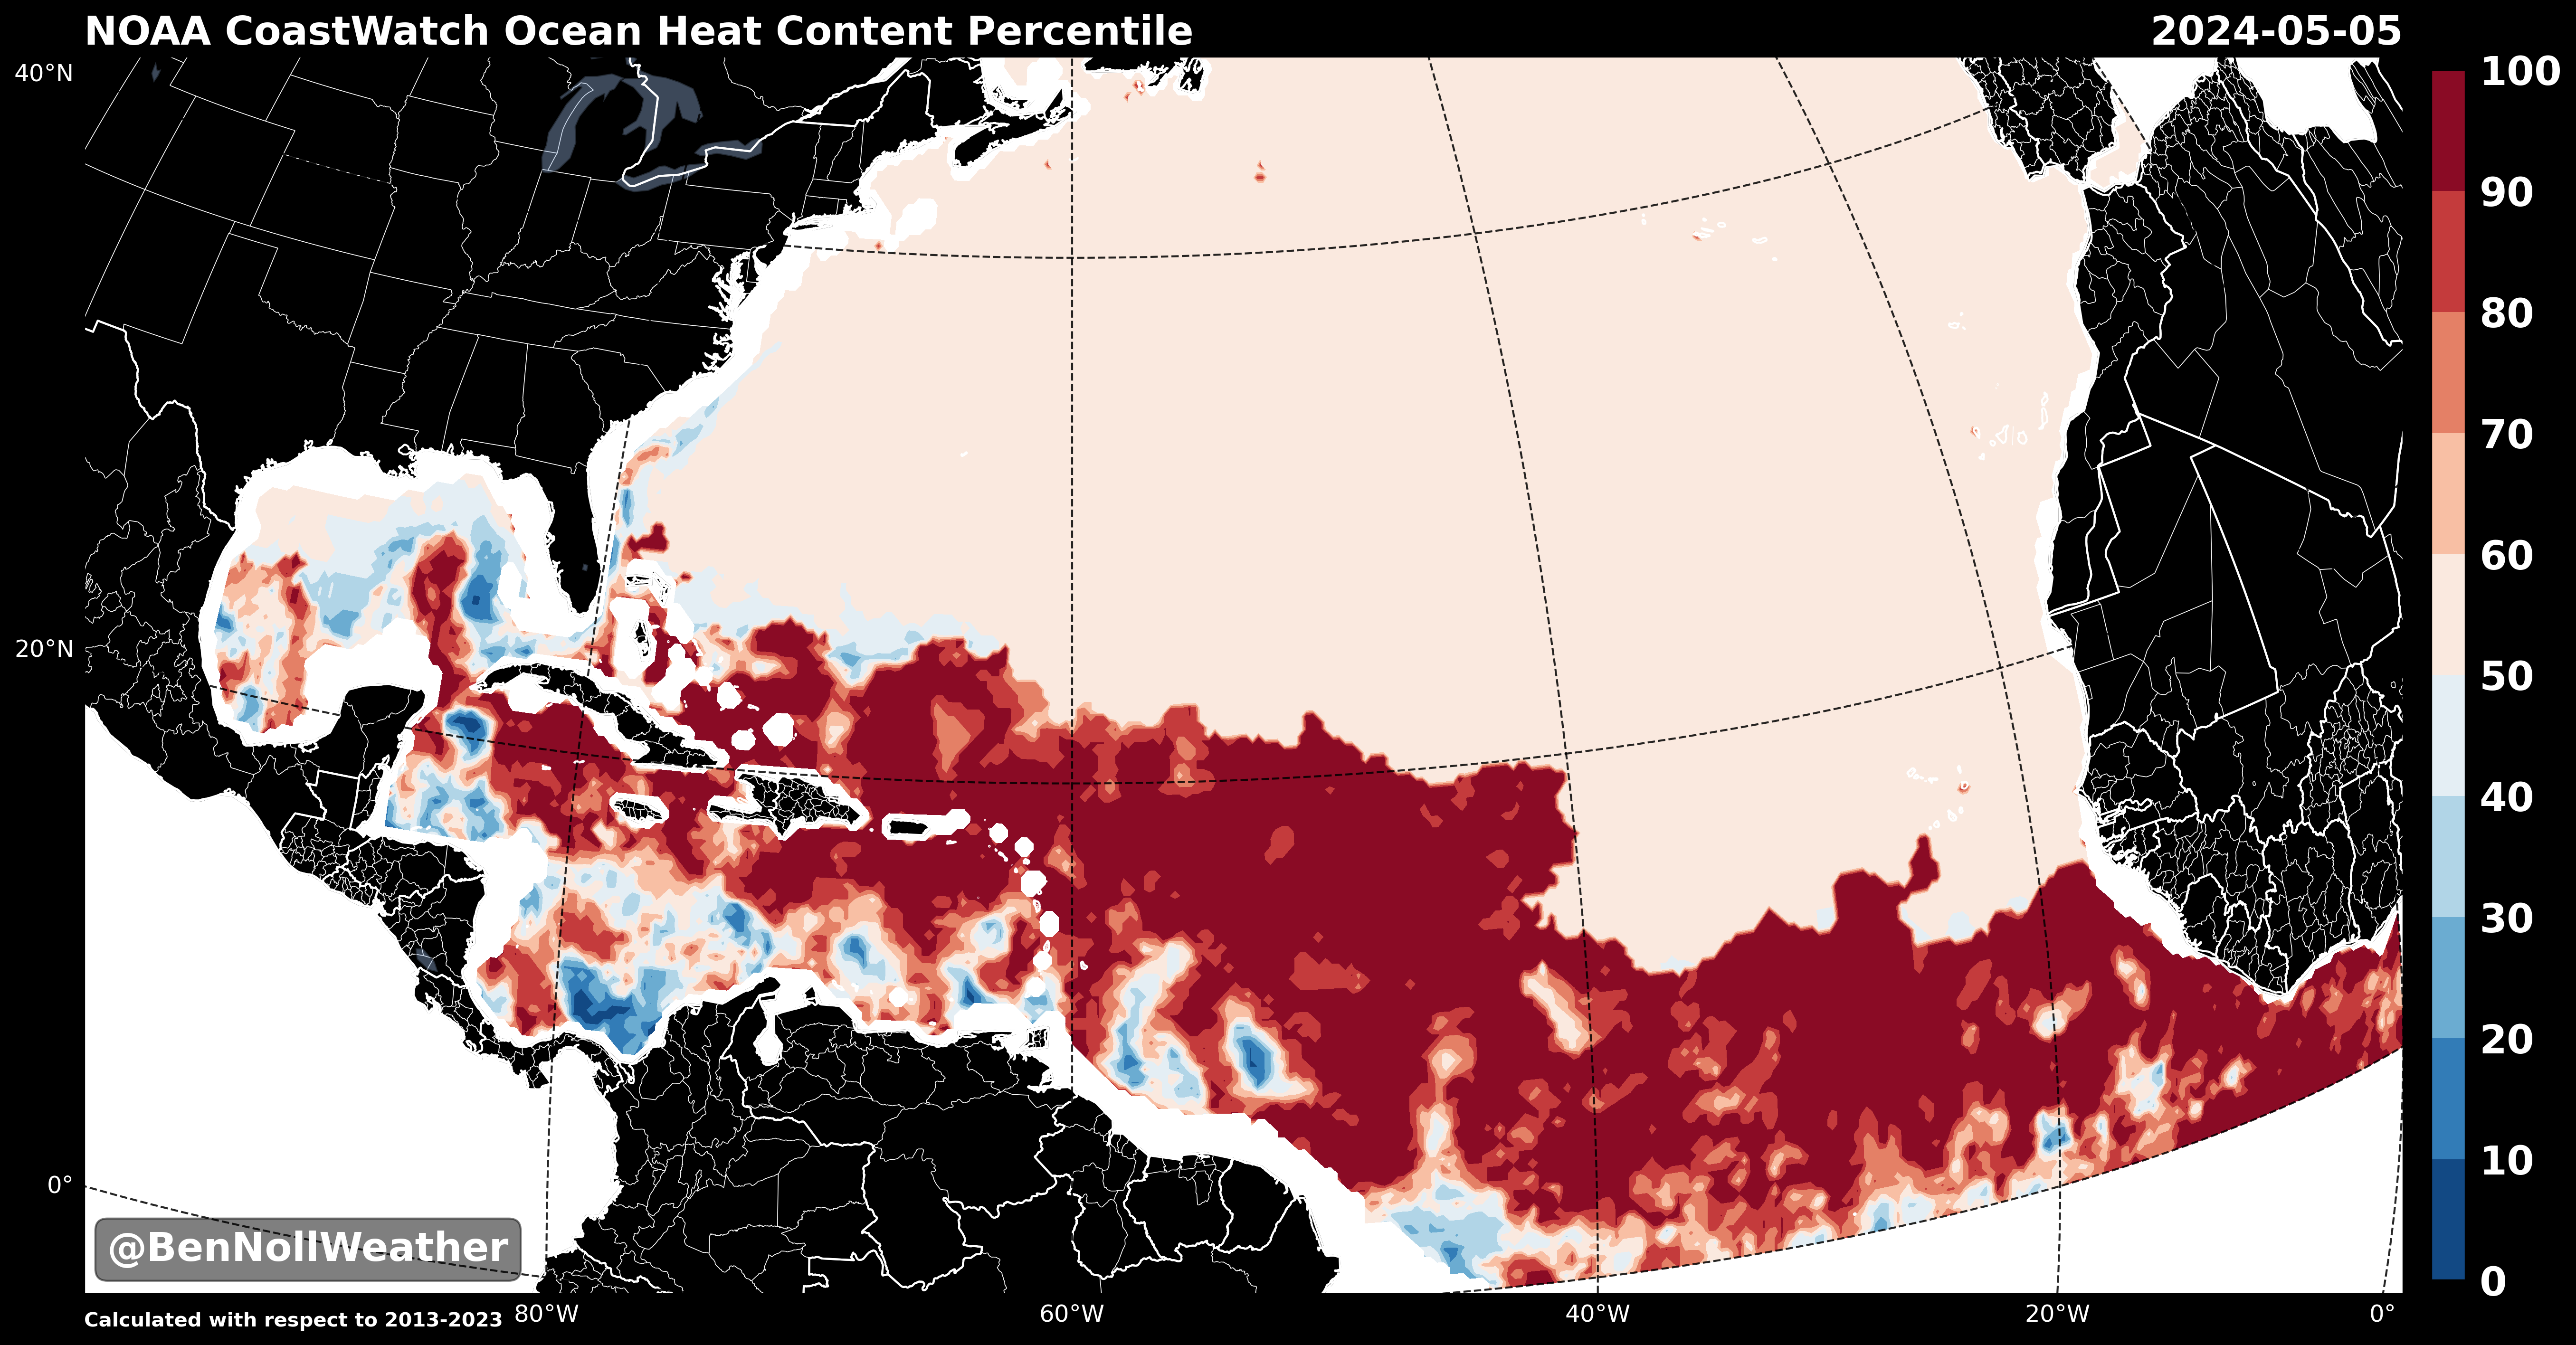 NOAA CoastWatch Ocean Heat Content Percentile
2024-05-05
40°N
20°N
0°
100
90
80
70
60
50
40
30
20
10
0
@BenNollWeather
80°W
60°W
40°W
20°W
0°
Calculated with respect to 2013-2023